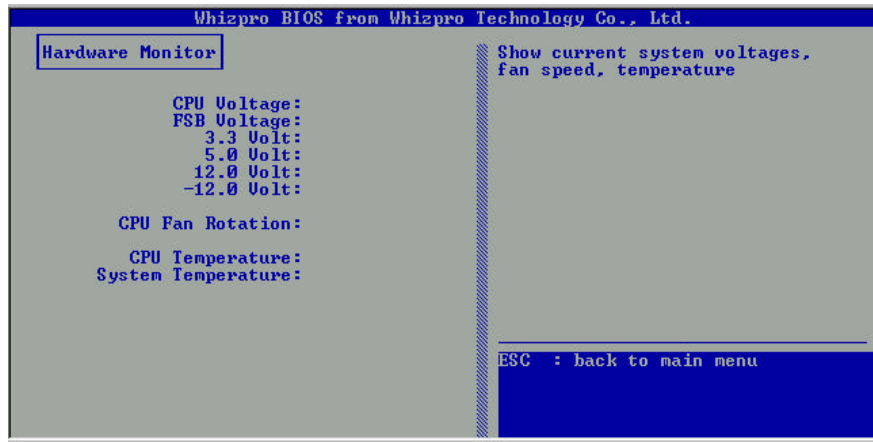 Whizpro BIOS from Whizpro Technology Co., Ltd.
Hardware Monitor
CPU Voltage:
FSB Voltage:
3.3 Volt:
5.0 Volt:
12.0 Volt:
-12.0 Volt:
CPU Fan Rotation:
CPU Temperature:
System Temperature:
Show current system voltages,
fan speed, temperature
ESC : back to main menu